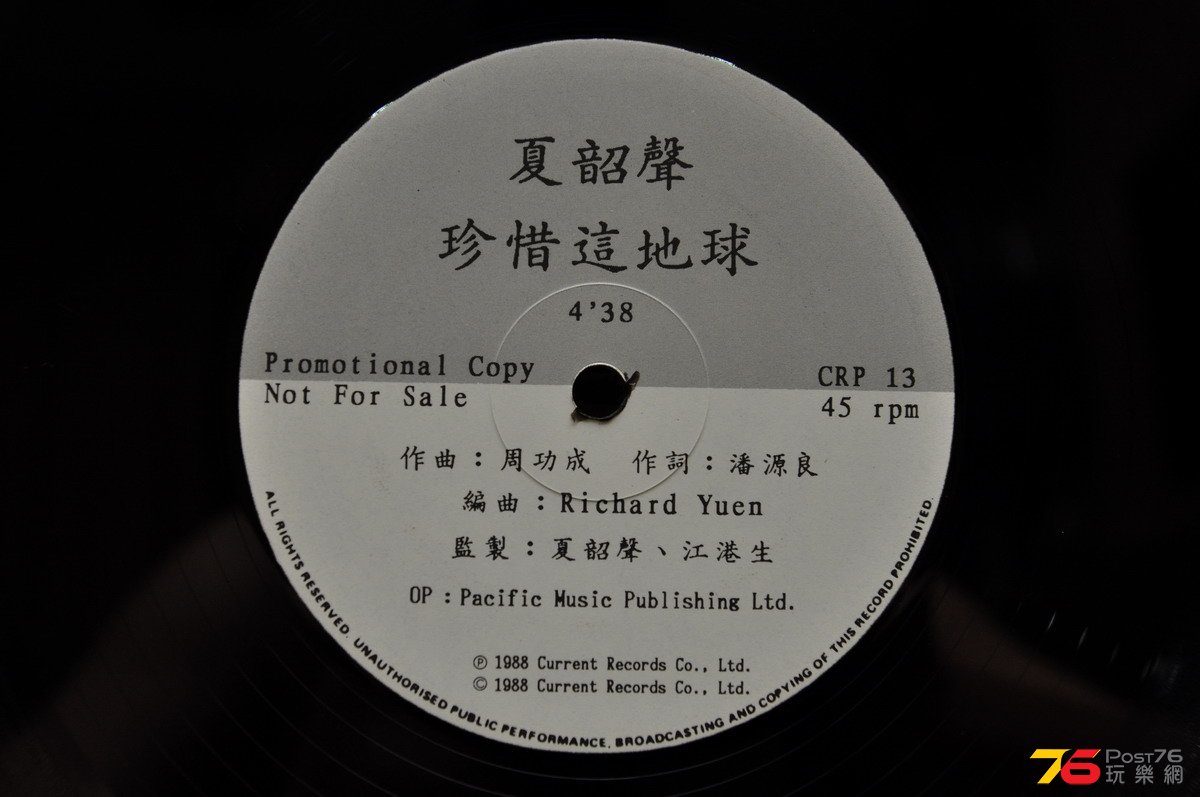 夏韶聲
珍惜這地球
4'38
Promotional Copy
Not For Sale
CRP 13
45 rpm
作曲：周功成　作詞：潘源良
編曲：Richard Yuen
監製：夏韶聲、江港生
OP：Pacific Music Publishing Ltd.
℗ 1988 Current Records Co., Ltd.
© 1988 Current Records Co., Ltd.
ALL RIGHTS RESERVED. UNAUTHORISED PUBLIC PERFORMANCE, BROADCASTING AND COPYING OF THIS RECORD PROHIBITED.
76 POST76
玩樂網